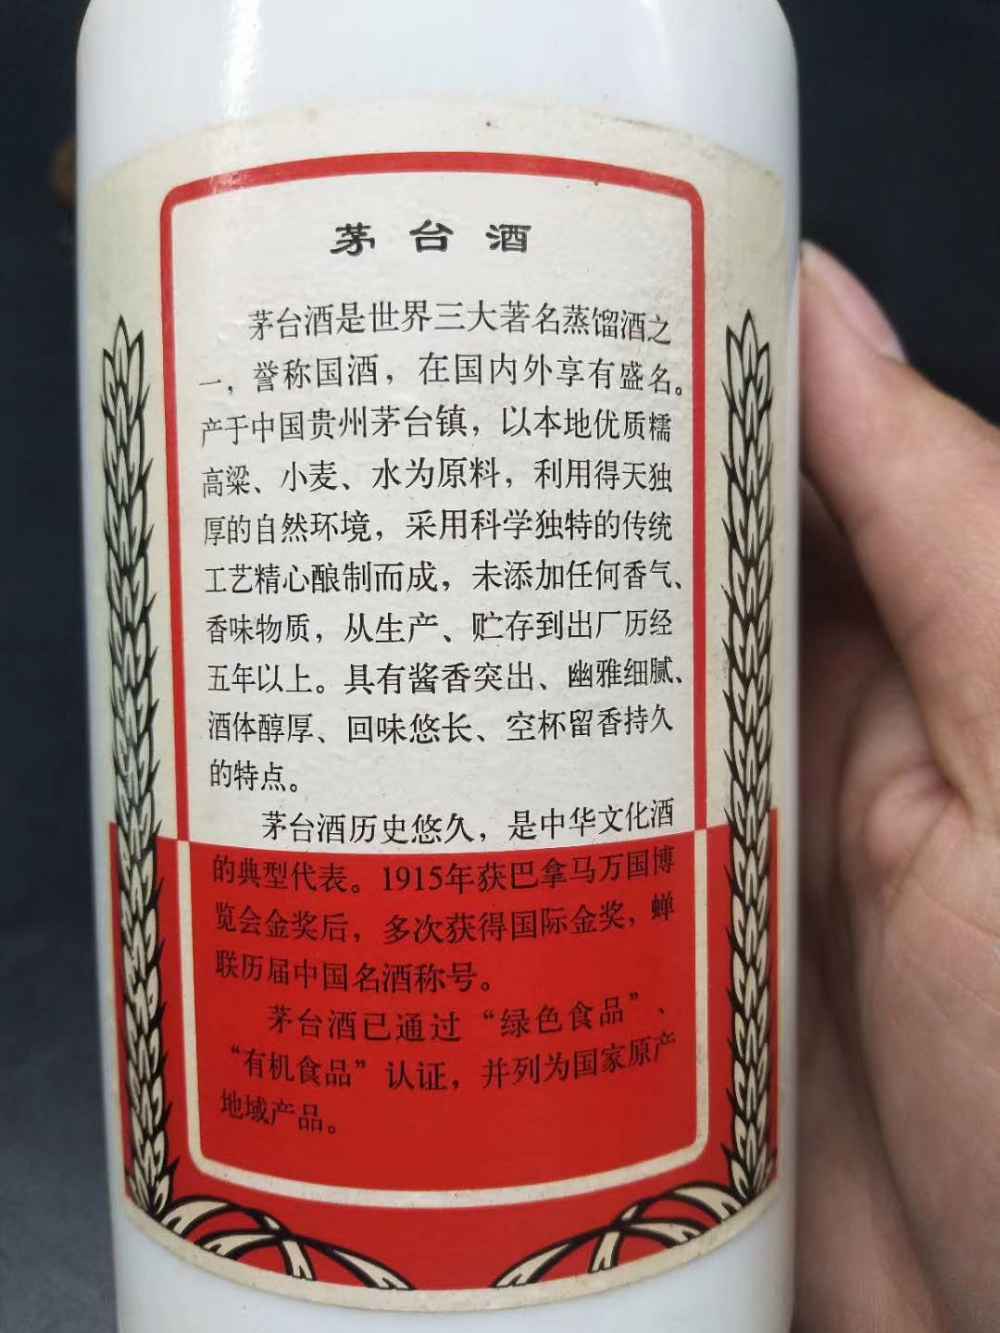 茅台酒
茅台酒是世界三大著名蒸馏酒之
一，誉称国酒，在国内外享有盛名。
产于中国贵州茅台镇，以本地优质糯
高粱、小麦、水为原料，利用得天独
厚的自然环境，采用科学独特的传统
工艺精心酿制而成，未添加任何香气、
香味物质，从生产、贮存到出厂历经
五年以上。具有酱香突出、幽雅细腻、
酒体醇厚、回味悠长、空杯留香持久
的特点。
茅台酒历史悠久，是中华文化酒
的典型代表。1915年获巴拿马万国博
览会金奖后，多次获得国际金奖，蝉
联历届中国名酒称号。
茅台酒已通过“绿色食品”、
“有机食品”认证，并列为国家原产
地域产品。